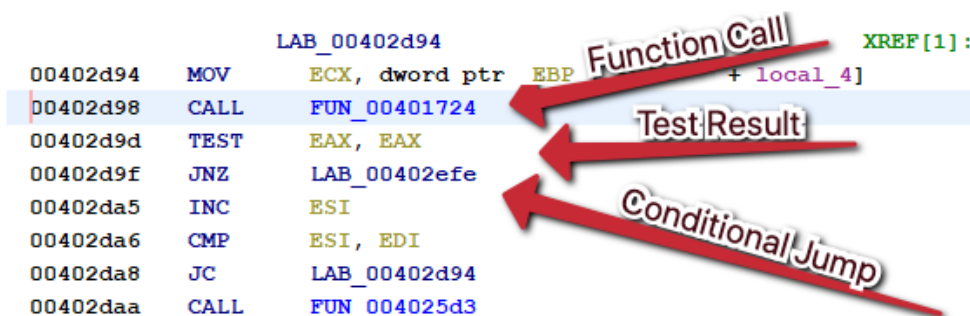 LAB_00402d94 Function Call XREF[1]:
00402d94 MOV ECX, dword ptr EBP + local_4]
00402d98 CALL FUN_00401724
Test Result
00402d9d TEST EAX, EAX
00402d9f JNZ LAB_00402efe
00402da5 INC ESI
Conditional Jump
00402da6 CMP ESI, EDI
00402da8 JC LAB_00402d94
00402daa CALL FUN_004025d3